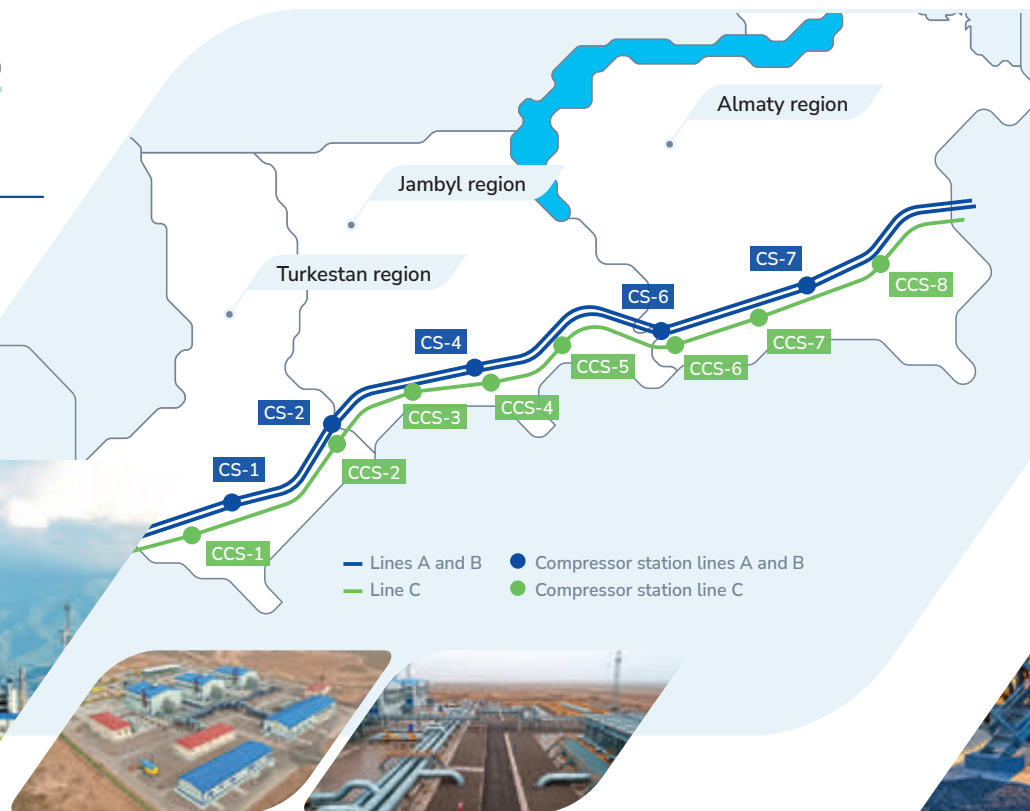 Almaty region
Jambyl region
Turkestan region
CS-7
CCS-8
CS-6
CCS-7
CS-4
CCS-5
CCS-6
CS-2
CCS-3
CCS-4
CS-1
CCS-2
CCS-1
Lines A and B
Compressor station lines A and B
Line C
Compressor station line C